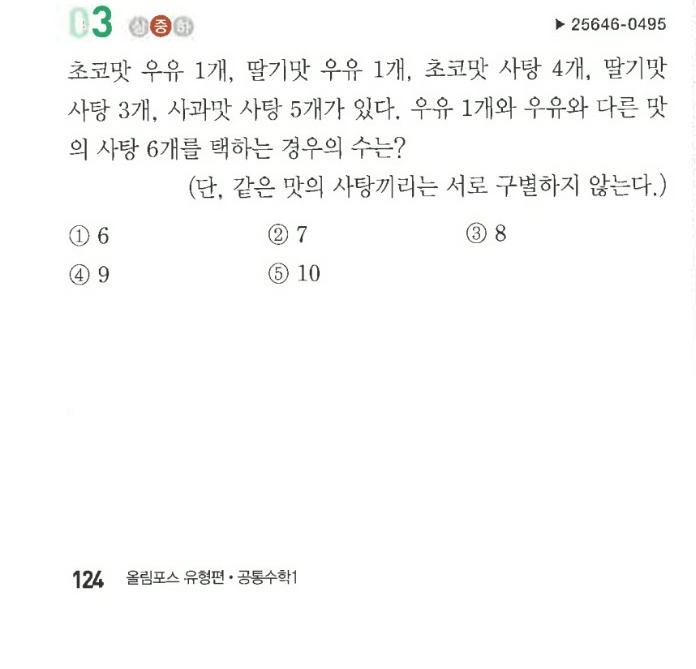 03 상 중 하 ▶ 25646-0495
초코맛 우유 1개, 딸기맛 우유 1개, 초코맛 사탕 4개, 딸기맛
사탕 3개, 사과맛 사탕 5개가 있다. 우유 1개와 우유와 다른 맛
의 사탕 6개를 택하는 경우의 수는?
(단, 같은 맛의 사탕끼리는 서로 구별하지 않는다.)
① 6 ② 7 ③ 8
④ 9 ⑤ 10
124 올림포스 유형편 • 공통수학1